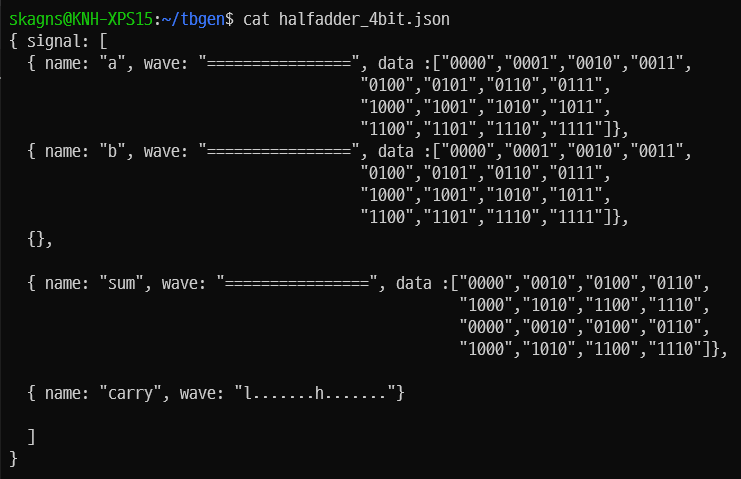 skagns@KNH-XPS15:~/tbgen$ cat halfadder_4bit.json
{ signal: [
  { name: "a", wave: "================", data :["0000","0001","0010","0011",
                                       "0100","0101","0110","0111",
                                       "1000","1001","1010","1011",
                                       "1100","1101","1110","1111"]},
  { name: "b", wave: "================", data :["0000","0001","0010","0011",
                                       "0100","0101","0110","0111",
                                       "1000","1001","1010","1011",
                                       "1100","1101","1110","1111"]},
  {},
  { name: "sum", wave: "================", data :["0000","0010","0100","0110",
                                                  "1000","1010","1100","1110",
                                                  "0000","0010","0100","0110",
                                                  "1000","1010","1100","1110"]},
  { name: "carry", wave: "l.......h......."}
  ]
}